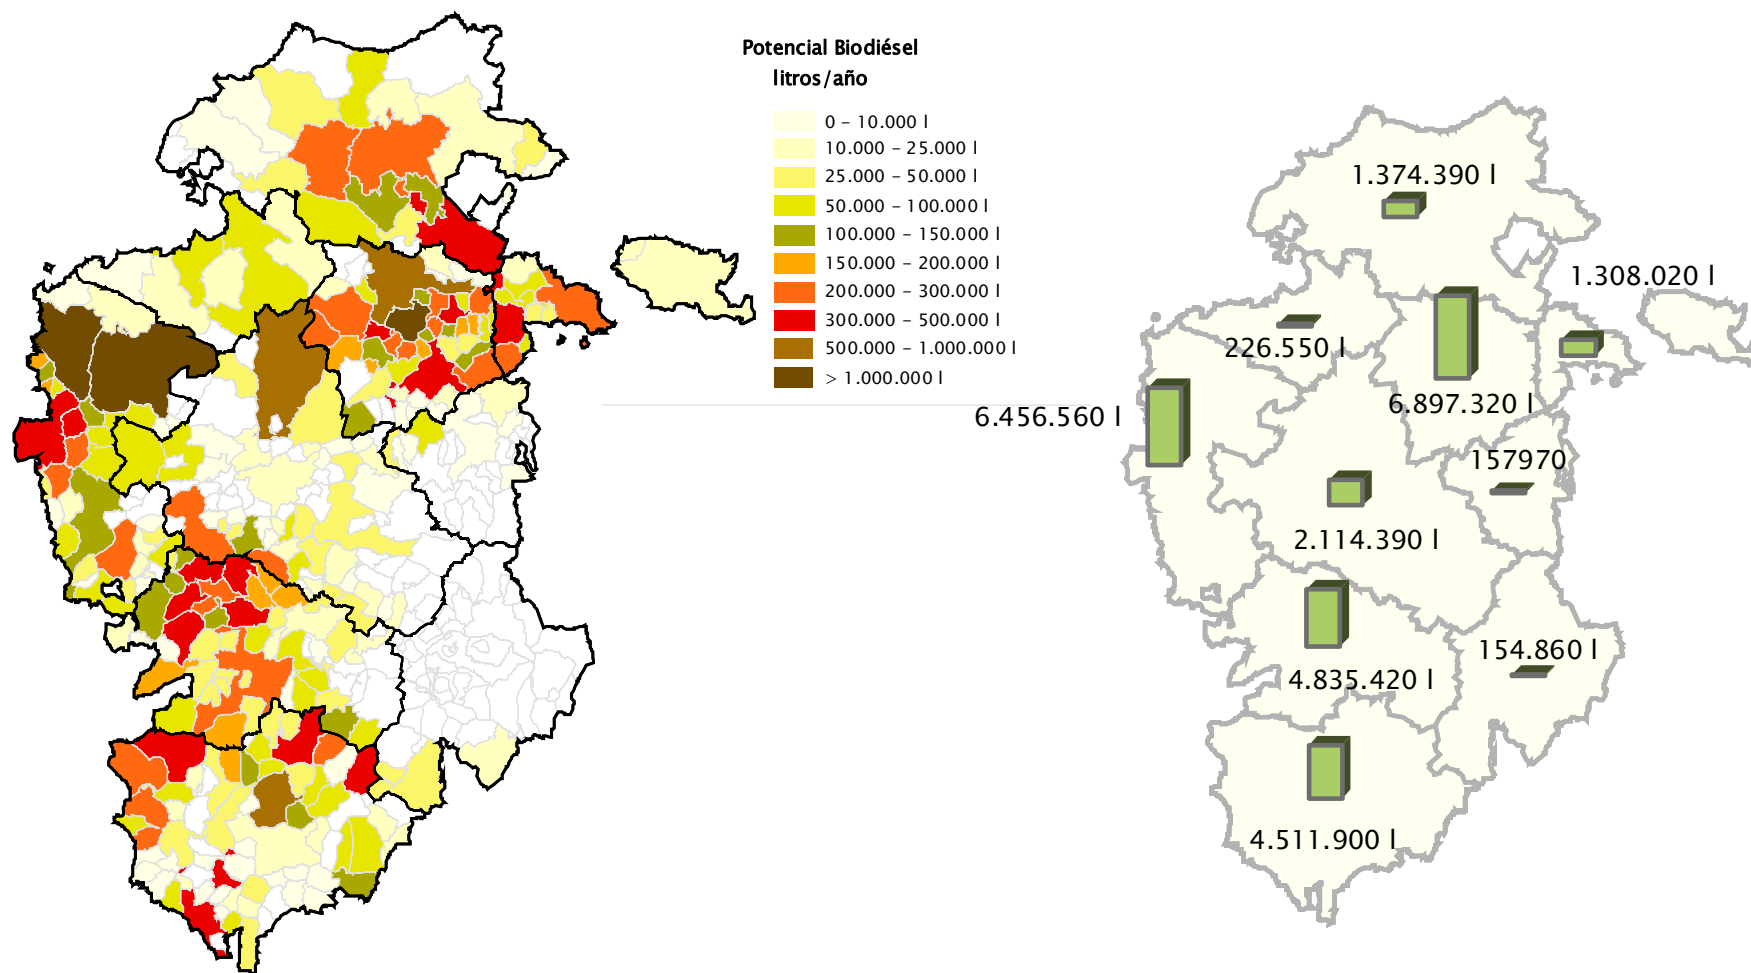 Potencial Biodiésel
litros/año
0 – 10.000 l
10.000 – 25.000 l
25.000 – 50.000 l
50.000 – 100.000 l
100.000 – 150.000 l
150.000 – 200.000 l
200.000 – 300.000 l
300.000 – 500.000 l
500.000 – 1.000.000 l
> 1.000.000 l
1.374.390 l
1.308.020 l
226.550 l
6.897.320 l
6.456.560 l
157970
2.114.390 l
154.860 l
4.835.420 l
4.511.900 l